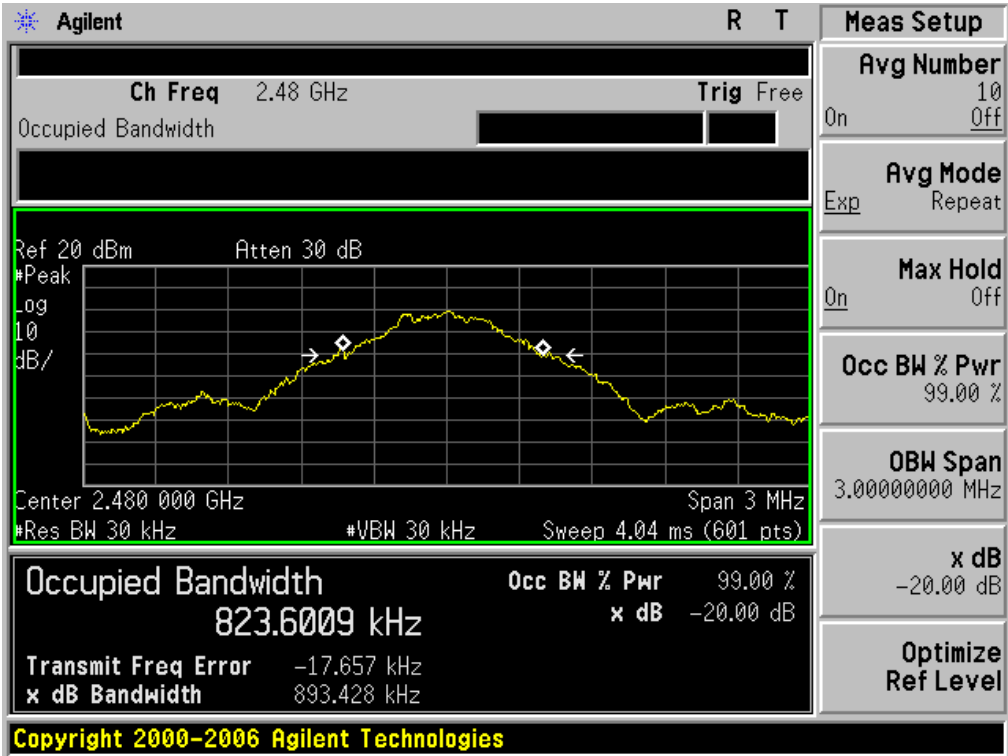 Agilent R T
Ch Freq 2.48 GHz Trig Free
Occupied Bandwidth
Ref 20 dBm Atten 30 dB
#Peak
Log
10
dB/
Center 2.480 000 GHz Span 3 MHz
#Res BW 30 kHz #VBW 30 kHz Sweep 4.04 ms (601 pts)
Occupied Bandwidth
823.6009 kHz
Occ BW % Pwr 99.00 %
x dB -20.00 dB
Transmit Freq Error -17.657 kHz
x dB Bandwidth 893.428 kHz
Meas Setup
Avg Number
10
On Off
Avg Mode
Exp Repeat
Max Hold
On Off
Occ BW % Pwr
99.00 %
OBW Span
3.00000000 MHz
x dB
-20.00 dB
Optimize
Ref Level
Copyright 2000-2006 Agilent Technologies